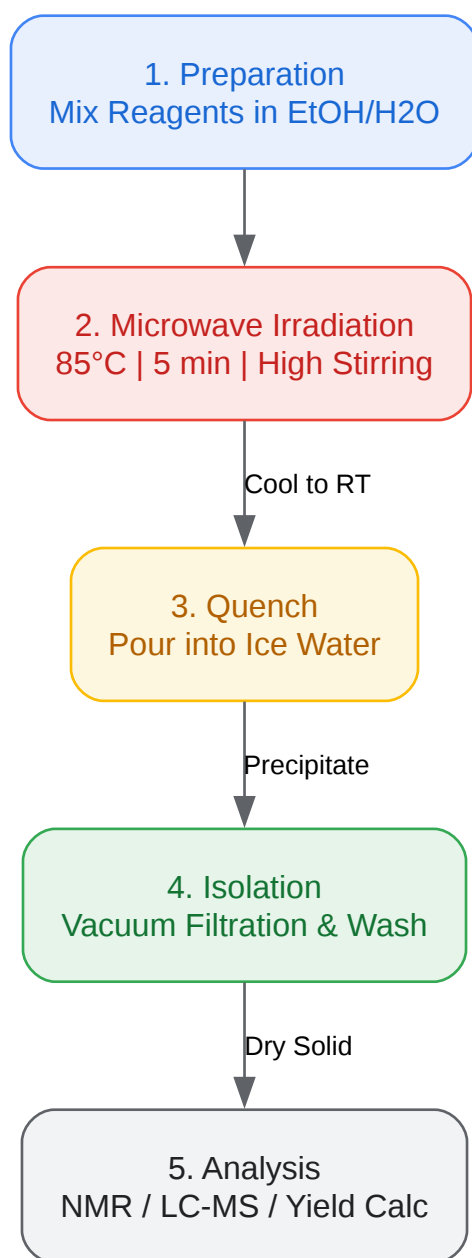 1. Preparation
Mix Reagents in EtOH/H2O
2. Microwave Irradiation
85°C | 5 min | High Stirring
Cool to RT
3. Quench
Pour into Ice Water
Precipitate
4. Isolation
Vacuum Filtration & Wash
Dry Solid
5. Analysis
NMR / LC-MS / Yield Calc